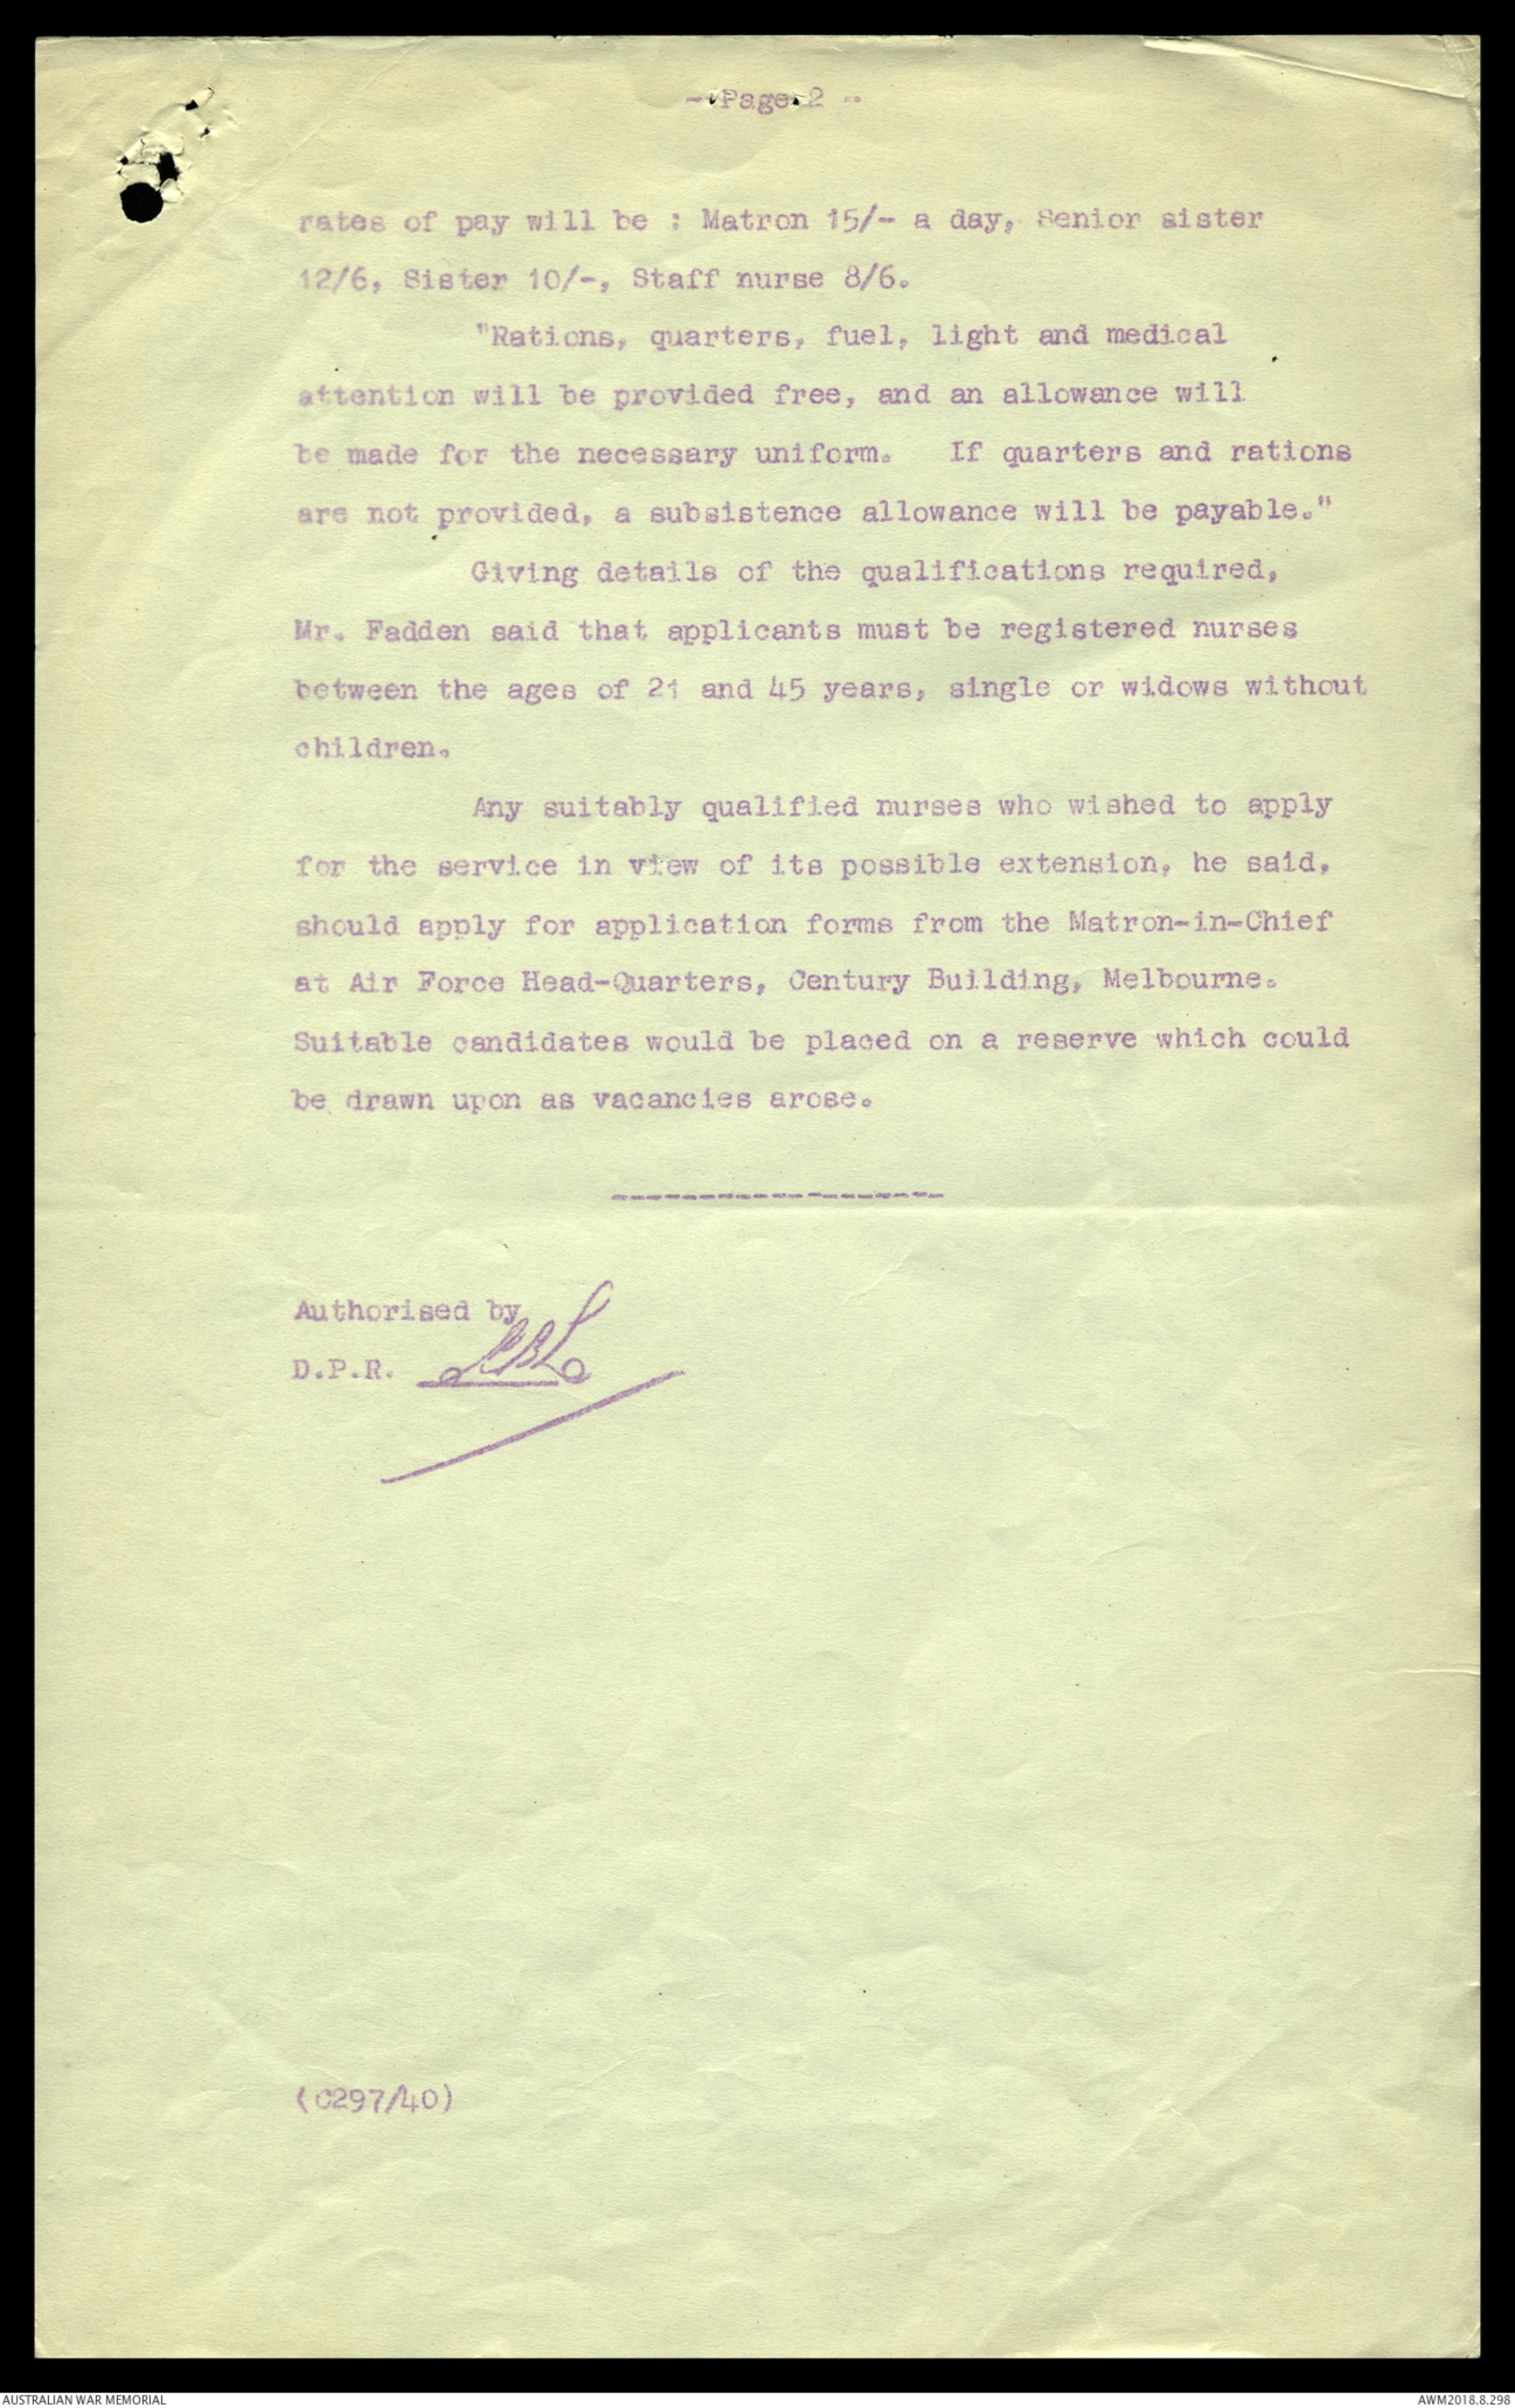 - Page 2 -
rates of pay will be : Matron 15/- a day, Senior sister
12/6, Sister 10/-, Staff nurse 8/6.
"Rations, quarters, fuel, light and medical
attention will be provided free, and an allowance will
be made for the necessary uniform. If quarters and rations
are not provided, a subsistence allowance will be payable."
Giving details of the qualifications required,
Mr. Fadden said that applicants must be registered nurses
between the ages of 21 and 45 years, single or widows without
children.
Any suitably qualified nurses who wished to apply
for the service in view of its possible extension, he said,
should apply for application forms from the Matron-in-Chief
at Air Force Head-Quarters, Century Building, Melbourne.
Suitable candidates would be placed on a reserve which could
be drawn upon as vacancies arose.
-------------------
Authorised by
D.P.R.
(C297/40)
AUSTRALIAN WAR MEMORIAL
AWM2018.8.298